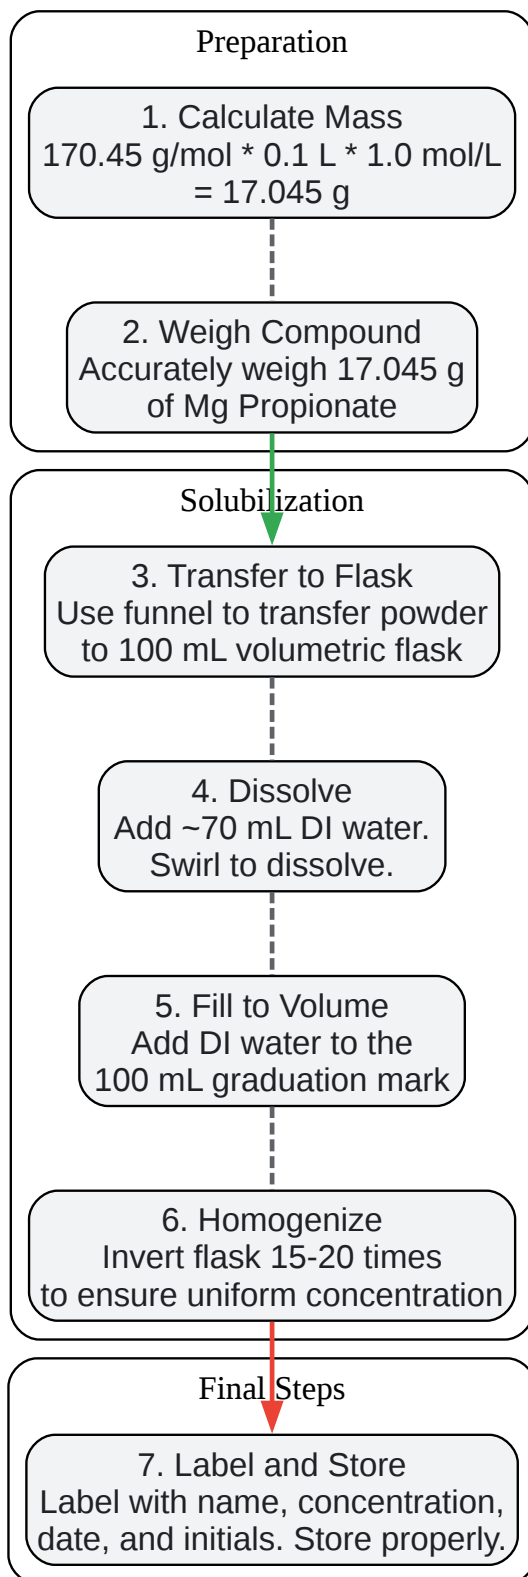 Preparation
1. Calculate Mass
170.45 g/mol * 0.1 L * 1.0 mol/L
= 17.045 g
2. Weigh Compound
Accurately weigh 17.045 g
of Mg Propionate
Solubilization
3. Transfer to Flask
Use funnel to transfer powder
to 100 mL volumetric flask
4. Dissolve
Add ~70 mL DI water.
Swirl to dissolve.
5. Fill to Volume
Add DI water to the
100 mL graduation mark
6. Homogenize
Invert flask 15-20 times
to ensure uniform concentration
Final Steps
7. Label and Store
Label with name, concentration,
date, and initials. Store properly.